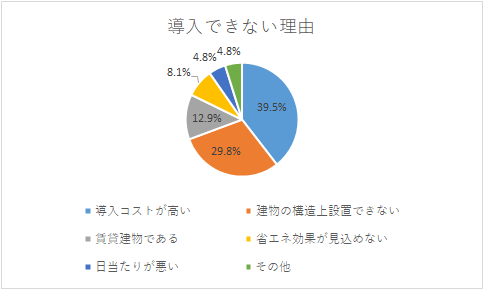 導入できない理由
4.8%
4.8%
8.1%
39.5%
12.9%
29.8%
導入コストが高い
建物の構造上設置できない
賃貸建物である
省エネ効果が見込めない
日当たりが悪い
その他